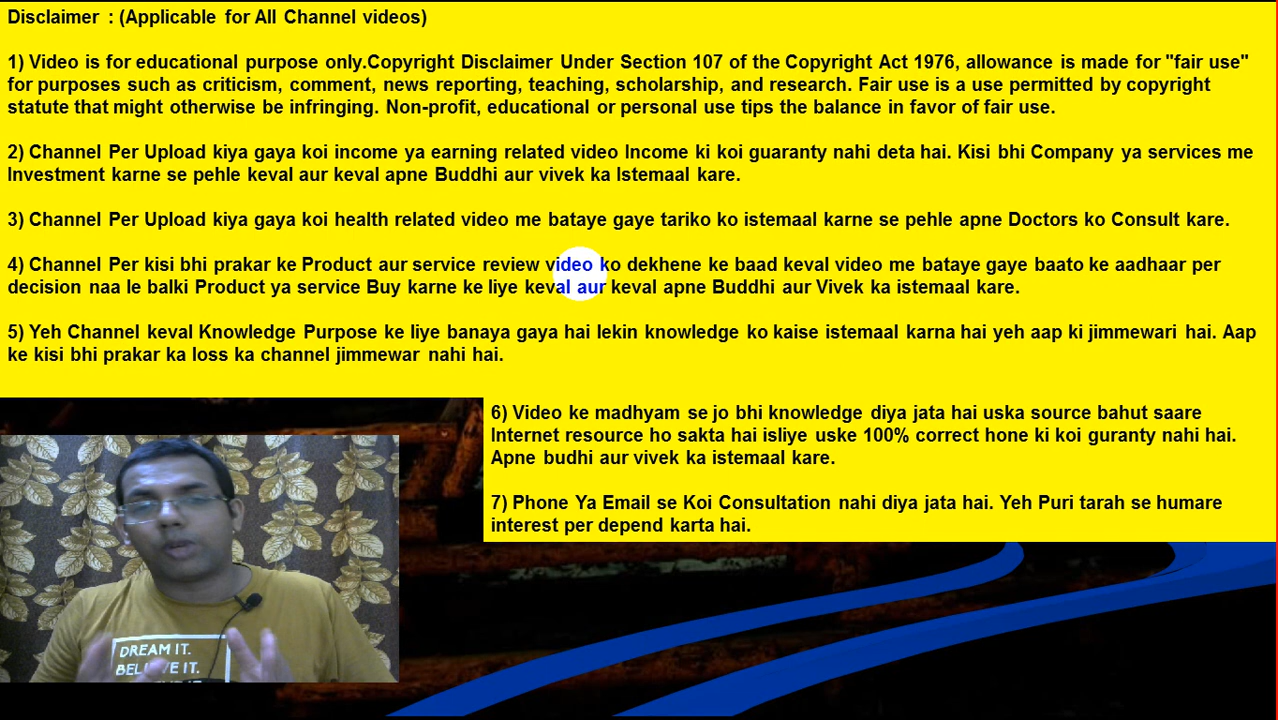 Disclaimer : (Applicable for All Channel videos)
1) Video is for educational purpose only.Copyright Disclaimer Under Section 107 of the Copyright Act 1976, allowance is made for "fair use"
for purposes such as criticism, comment, news reporting, teaching, scholarship, and research. Fair use is a use permitted by copyright
statute that might otherwise be infringing. Non-profit, educational or personal use tips the balance in favor of fair use.
2) Channel Per Upload kiya gaya koi income ya earning related video Income ki koi guaranty nahi deta hai. Kisi bhi Company ya services me
Investment karne se pehle keval aur keval apne Buddhi aur vivek ka Istemaal kare.
3) Channel Per Upload kiya gaya koi health related video me bataye gaye tariko ko istemaal karne se pehle apne Doctors ko Consult kare.
4) Channel Per kisi bhi prakar ke Product aur service review video ko dekhene ke baad keval video me bataye gaye baato ke aadhaar per
decision naa le balki Product ya service Buy karne ke liye keval aur keval apne Buddhi aur Vivek ka istemaal kare.
5) Yeh Channel keval Knowledge Purpose ke liye banaya gaya hai lekin knowledge ko kaise istemaal karna hai yeh aap ki jimmewari hai. Aap
ke kisi bhi prakar ka loss ka channel jimmewar nahi hai.
6) Video ke madhyam se jo bhi knowledge diya jata hai uska source bahut saare
Internet resource ho sakta hai isliye uske 100% correct hone ki koi guranty nahi hai.
Apne budhi aur vivek ka istemaal kare.
7) Phone Ya Email se Koi Consultation nahi diya jata hai. Yeh Puri tarah se humare
interest per depend karta hai.
DREAM IT.
IT.